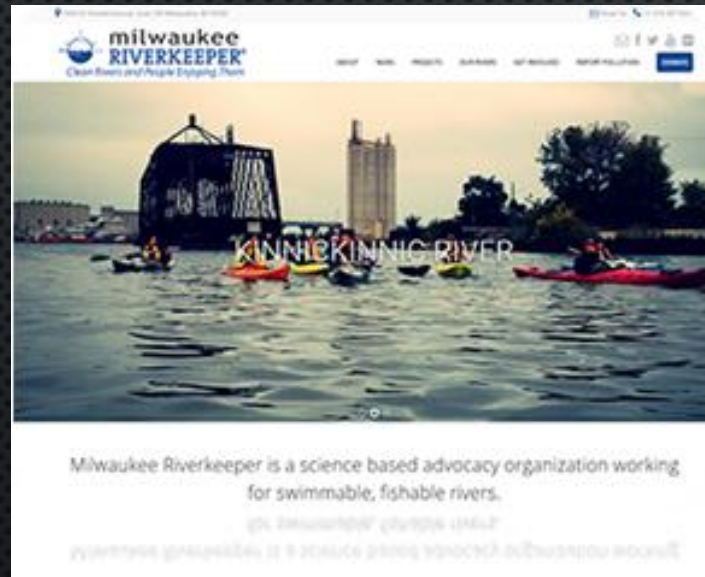 milwaukee
RIVERKEEPER®
Clean Rivers and People Enjoying Them
ABOUT NEWS PROJECTS OUR RIVERS GET INVOLVED REPORT POLLUTION DONATE
KINNICKINNIC RIVER
Milwaukee Riverkeeper is a science based advocacy organization working
for swimmable, fishable rivers.